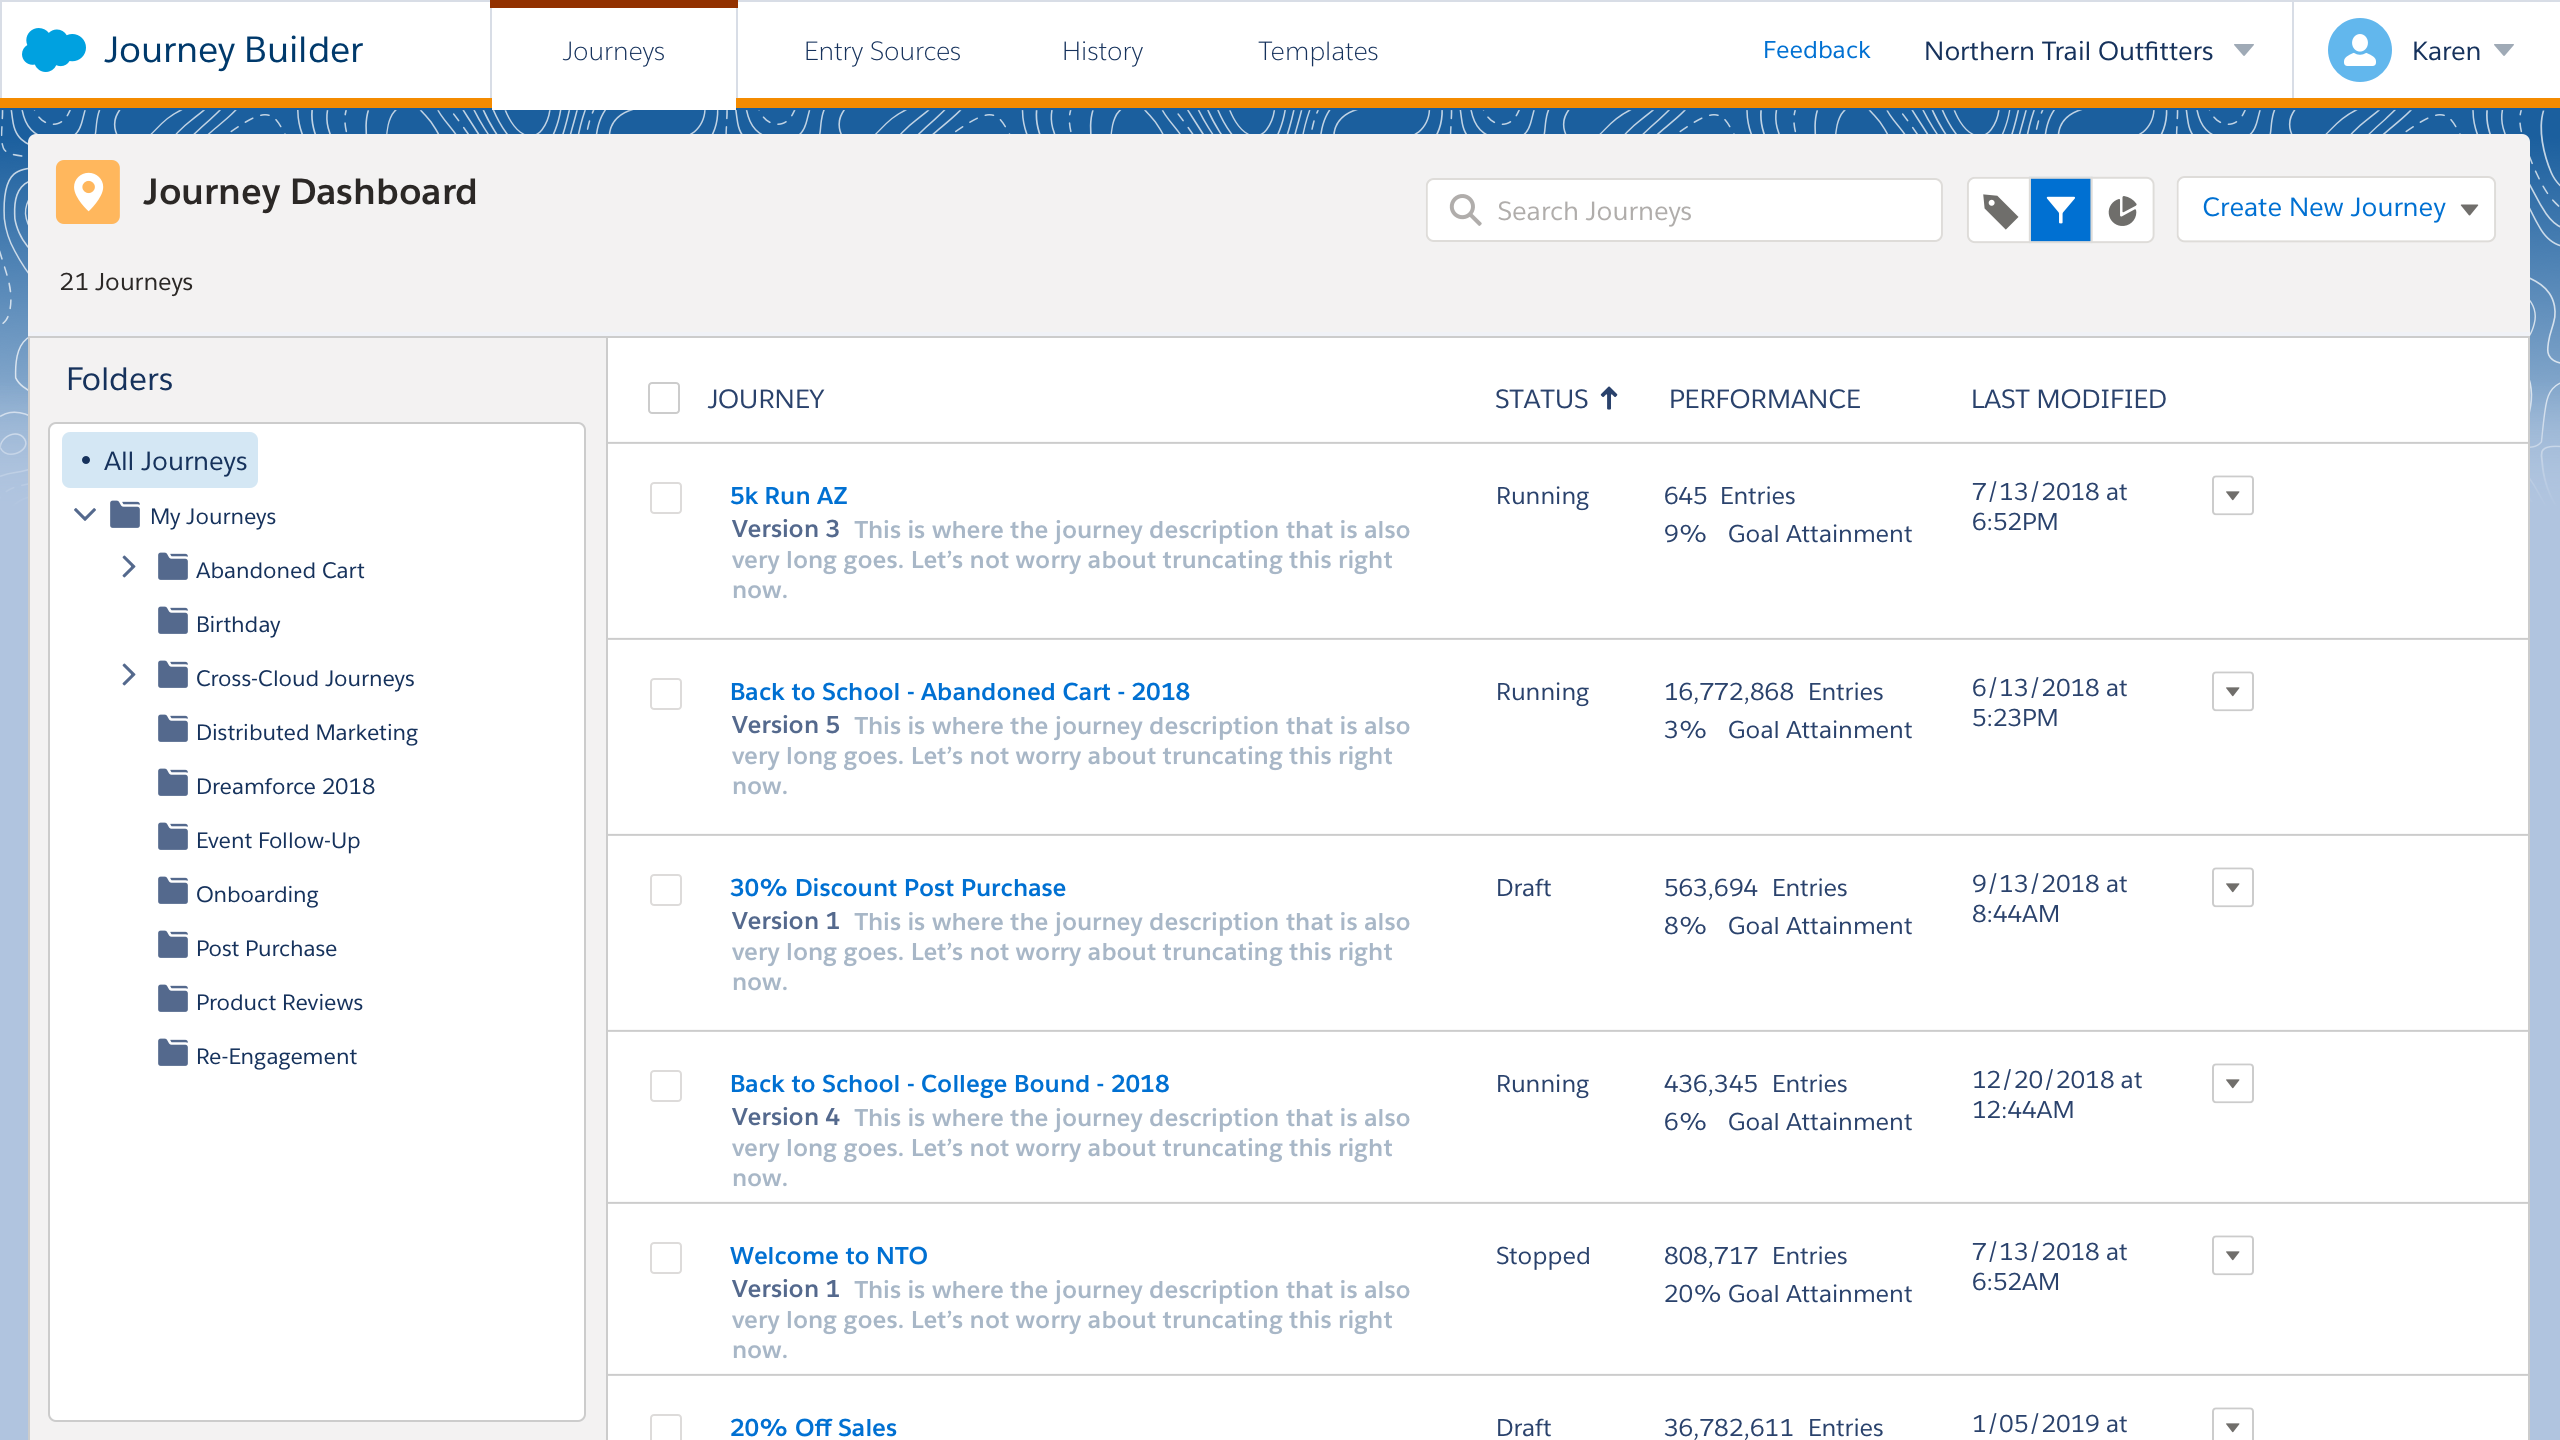 Journey Builder
Journeys
Entry Sources
History
Templates
Feedback
Northern Trail Outfitters
Karen
Journey Dashboard
Search Journeys
Create New Journey
21 Journeys
Folders
All Journeys
My Journeys
Abandoned Cart
Birthday
Cross-Cloud Journeys
Distributed Marketing
Dreamforce 2018
Event Follow-Up
Onboarding
Post Purchase
Product Reviews
Re-Engagement
JOURNEY STATUS PERFORMANCE LAST MODIFIED
5k Run AZ Running 645 Entries 7/13/2018 at
9% Goal Attainment 6:52PM
Version 3 This is where the journey description that is also
very long goes. Let’s not worry about truncating this right
now.
Back to School - Abandoned Cart - 2018 Running 16,772,868 Entries 6/13/2018 at
3% Goal Attainment 5:23PM
Version 5 This is where the journey description that is also
very long goes. Let’s not worry about truncating this right
now.
30% Discount Post Purchase Draft 563,694 Entries 9/13/2018 at
8% Goal Attainment 8:44AM
Version 1 This is where the journey description that is also
very long goes. Let’s not worry about truncating this right
now.
Back to School - College Bound - 2018 Running 436,345 Entries 12/20/2018 at
6% Goal Attainment 12:44AM
Version 4 This is where the journey description that is also
very long goes. Let’s not worry about truncating this right
now.
Welcome to NTO Stopped 808,717 Entries 7/13/2018 at
20% Goal Attainment 6:52AM
Version 1 This is where the journey description that is also
very long goes. Let’s not worry about truncating this right
now.
20% Off Sales Draft 36,782,611 Entries 1/05/2019 at